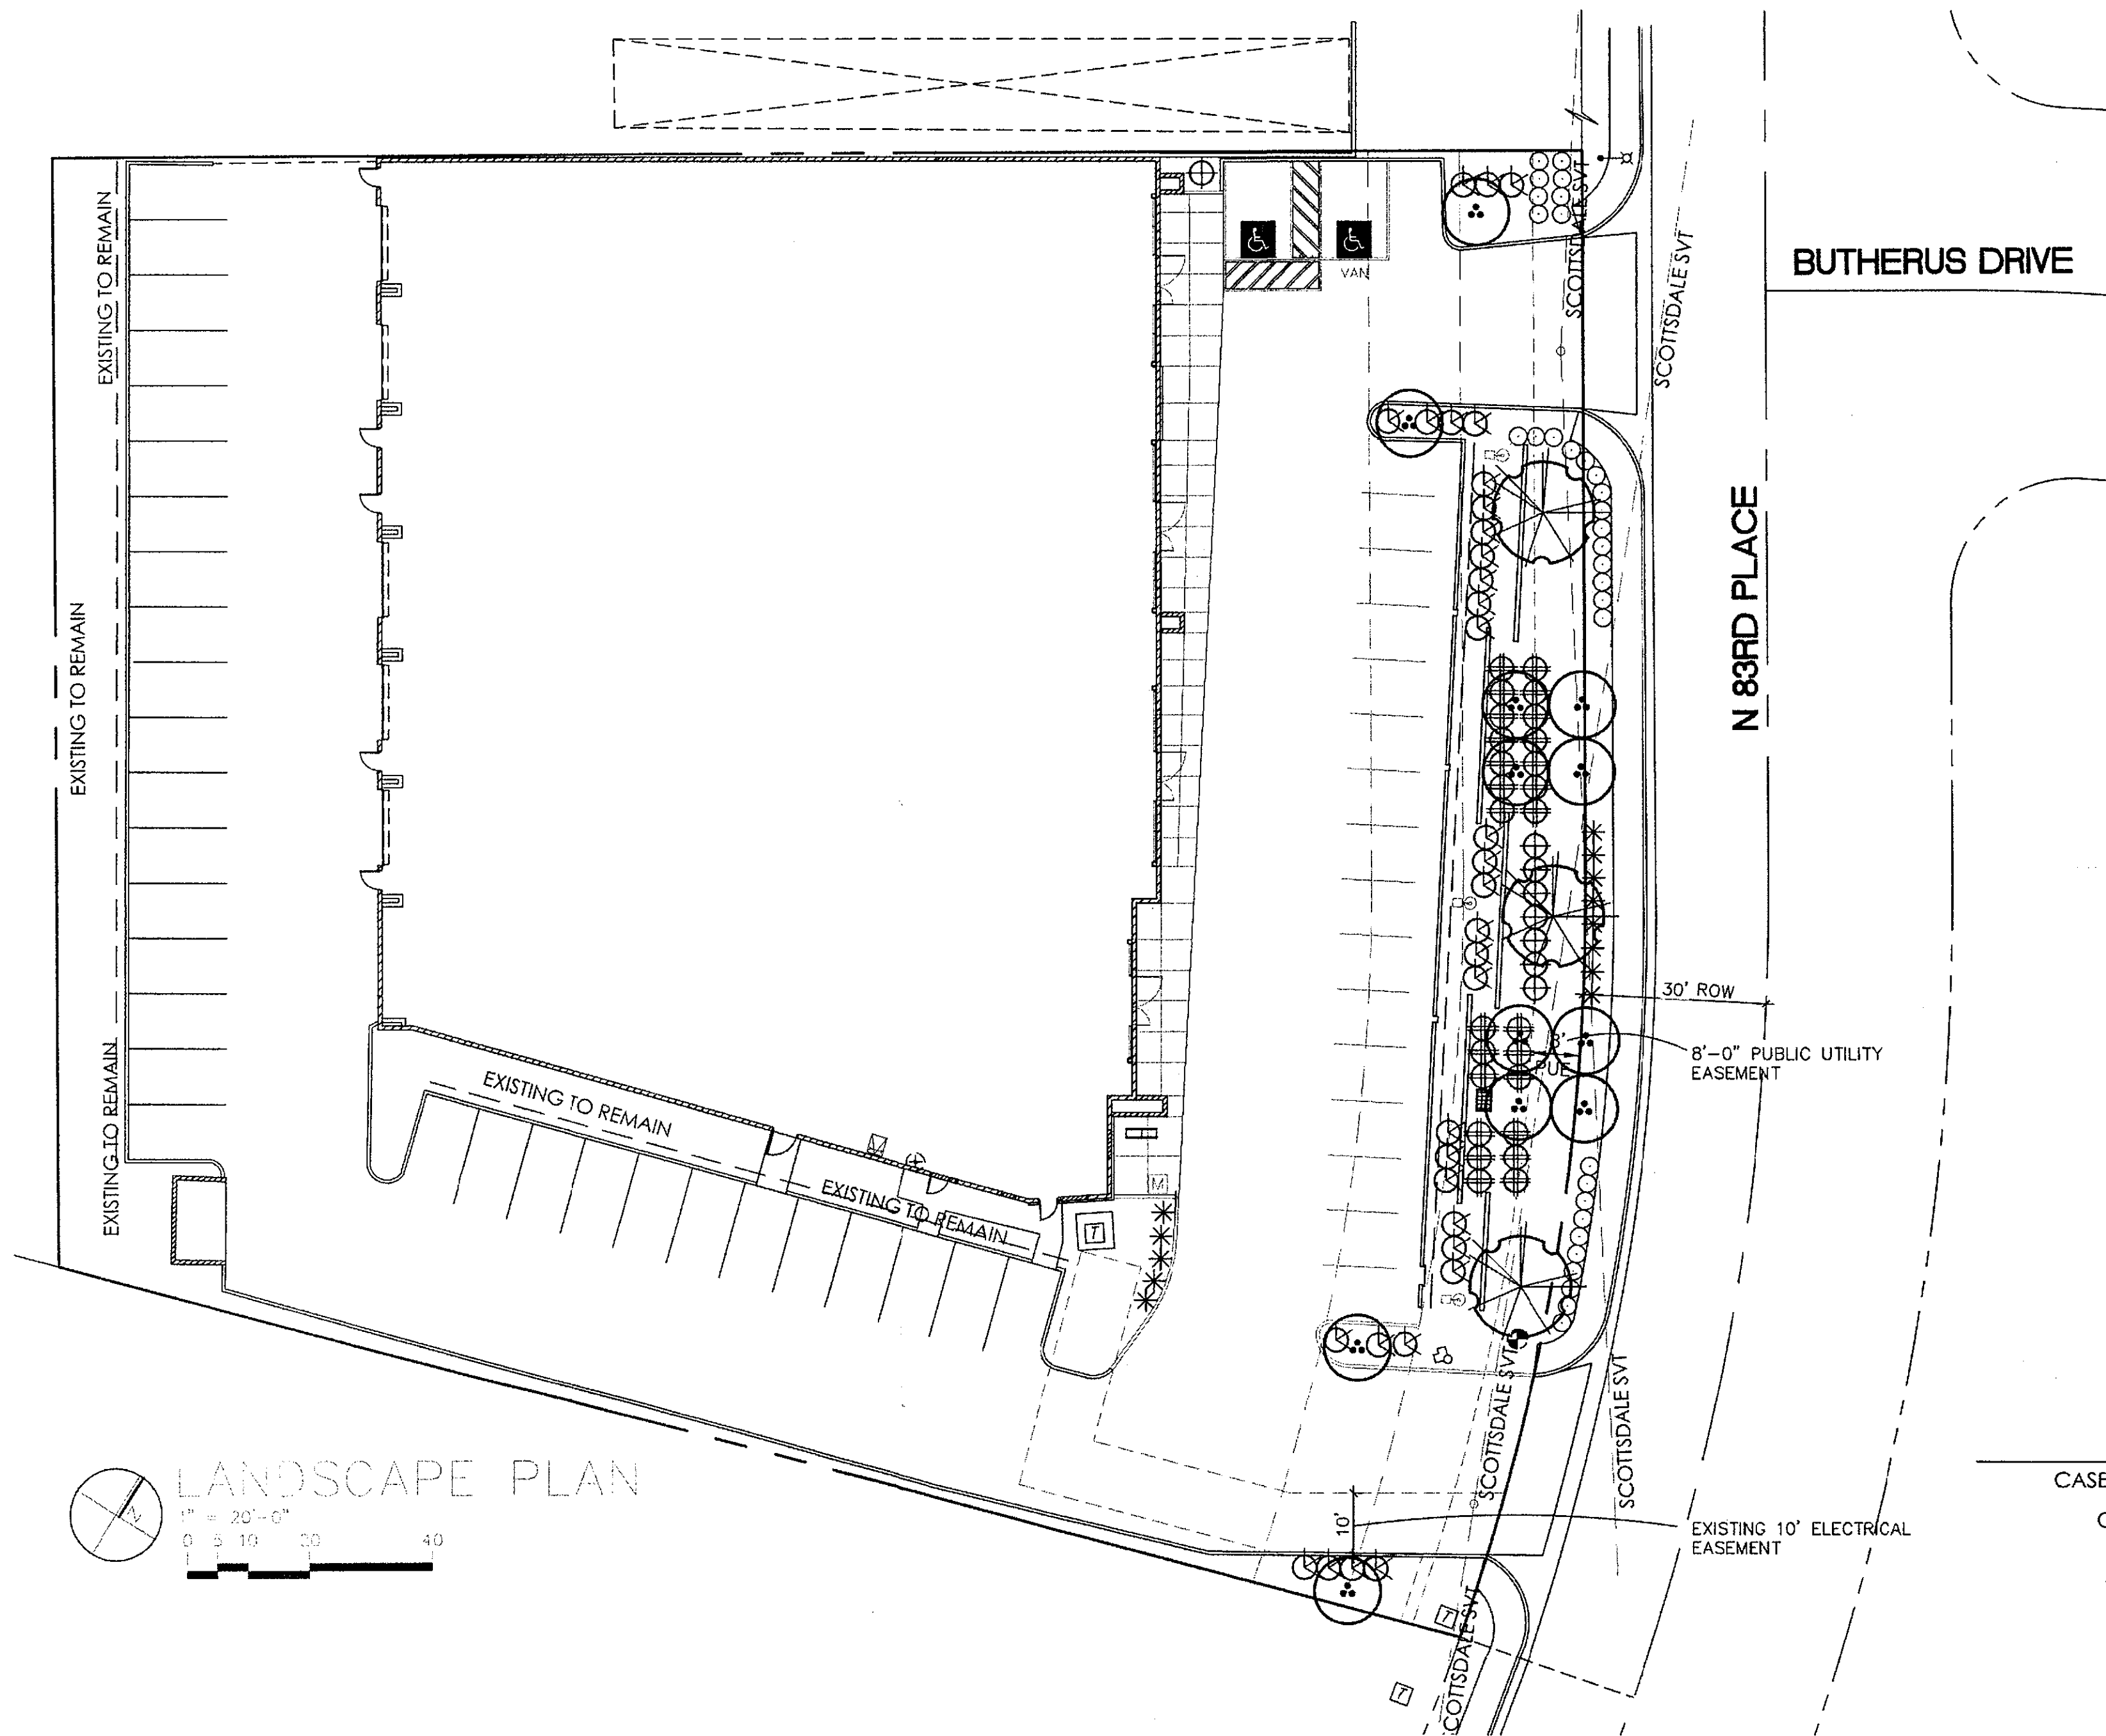 BUTHERUS DRIVE
SCOTTSDALE SVT
SCOTTSDALE SVT
VAN
N 83RD PLACE
EXISTING TO REMAIN
EXISTING TO REMAIN
EXISTING TO REMAIN
EXISTING TO REMAIN
EXISTING TO REMAIN
30' ROW
8'
PUE
8'-0" PUBLIC UTILITY
EASEMENT
M
T
SCOTTSDALE SVT
SCOTTSDALE SVT
10'
EXISTING 10' ELECTRICAL
EASEMENT
SCOTTSDALE SVT
T
T
CASE
LANDSCAPE PLAN
N
1" = 20'-0"
0 5 10 20 40